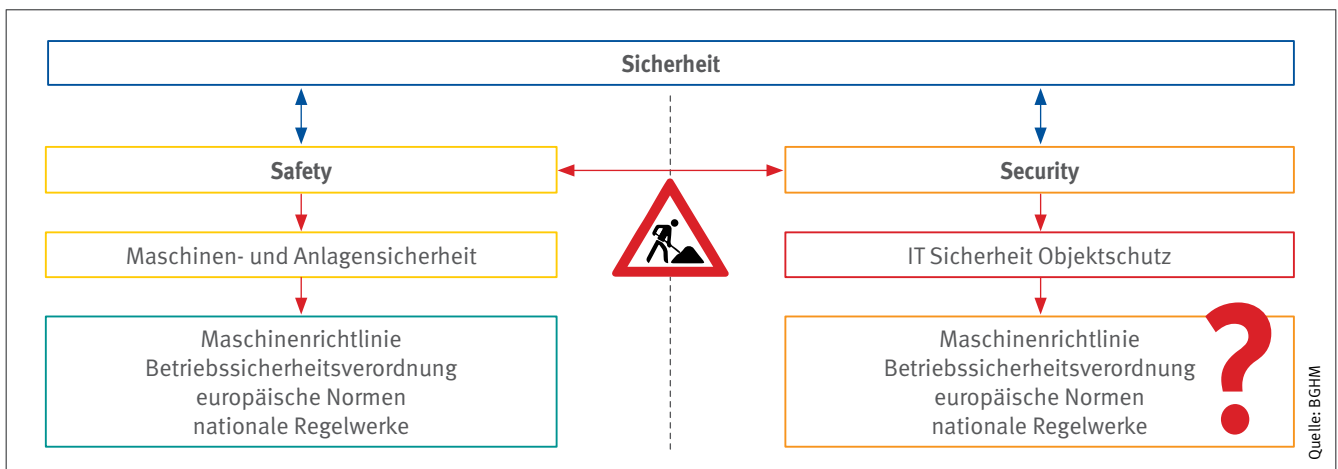 Sicherheit
Safety
Security
Maschinen- und Anlagensicherheit
IT Sicherheit Objektschutz
Maschinenrichtlinie
Betriebssicherheitsverordnung
europäische Normen
nationale Regelwerke
Maschinenrichtlinie
Betriebssicherheitsverordnung
europäische Normen
nationale Regelwerke
?
Quelle: BGHM